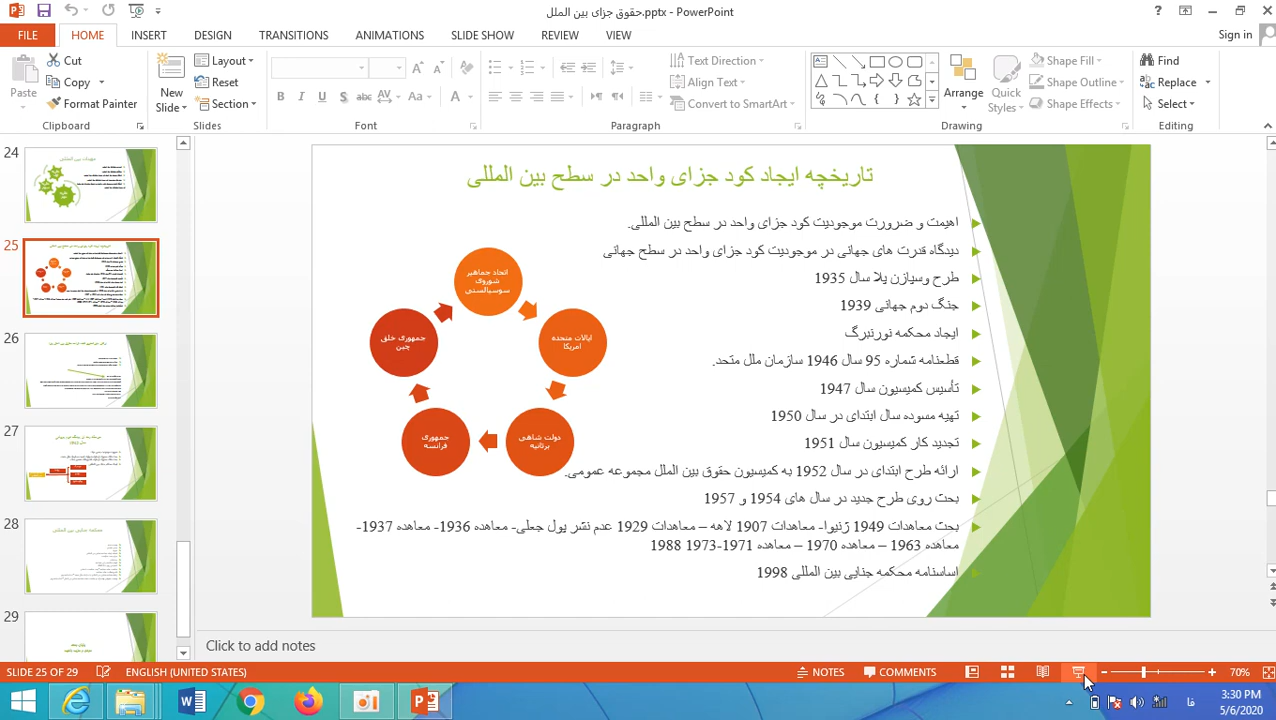 حقوق جزای بین الملل.pptx - PowerPoint
Sign in
FILE HOME INSERT DESIGN TRANSITIONS ANIMATIONS SLIDE SHOW REVIEW VIEW
Paste
Cut
Copy
Format Painter
Clipboard
New Slide
Layout
Reset
Section
Slides
Font
Text Direction
Align Text
Convert to SmartArt
Paragraph
Arrange
Quick Styles
Shape Fill
Shape Outline
Shape Effects
Drawing
Find
Replace
Select
Editing
24
25
26
27
28
29
تاریخچه ایجاد کود جزای واحد در سطح بین المللی
اهمیت و ضرورت موجودیت کود جزای واحد در سطح بین المللی.
دیدگاه قدرت های جهانی در موجودیت کود جزای واحد در سطح جهانی
طرح وسپازین پلا سال 1935
جنگ دوم جهانی 1939
ایجاد محکمه نورنبرگ
قطعنامه شماره 95 سال 1946 سازمان ملل متحد.
تأسیس کمیسیون سال 1947
تهیه مسوده سال ابتدای در سال 1950
تجدید کار کمیسیون سال 1951
ارائه طرح ابتدای در سال 1952 به کمسیون حقوق بین الملل مجموعه عمومی.
بحث روی طرح جدید در سال های 1954 و 1957
بحث معاهدات 1949 ژنیوا- معاهدات 1907 لاهه – معاهدات 1929 عدم نشر پول جعلی- معاهده 1936- معاهده 1937-
معاهده 1963 – معاهده 1970 – معاهده 1971-1973 1988
اساسنامه محکمه جنایی بین المللی 1998
اتحاد جماهیر شوروی سوسیالستی
ایالات متحده امریکا
دولت شاهی برتانیه
جمهوری فرانسه
جمهوری خلق چین
Click to add notes
SLIDE 25 OF 29
ENGLISH (UNITED STATES)
NOTES
COMMENTS
70%
فا
3:30 PM
5/6/2020